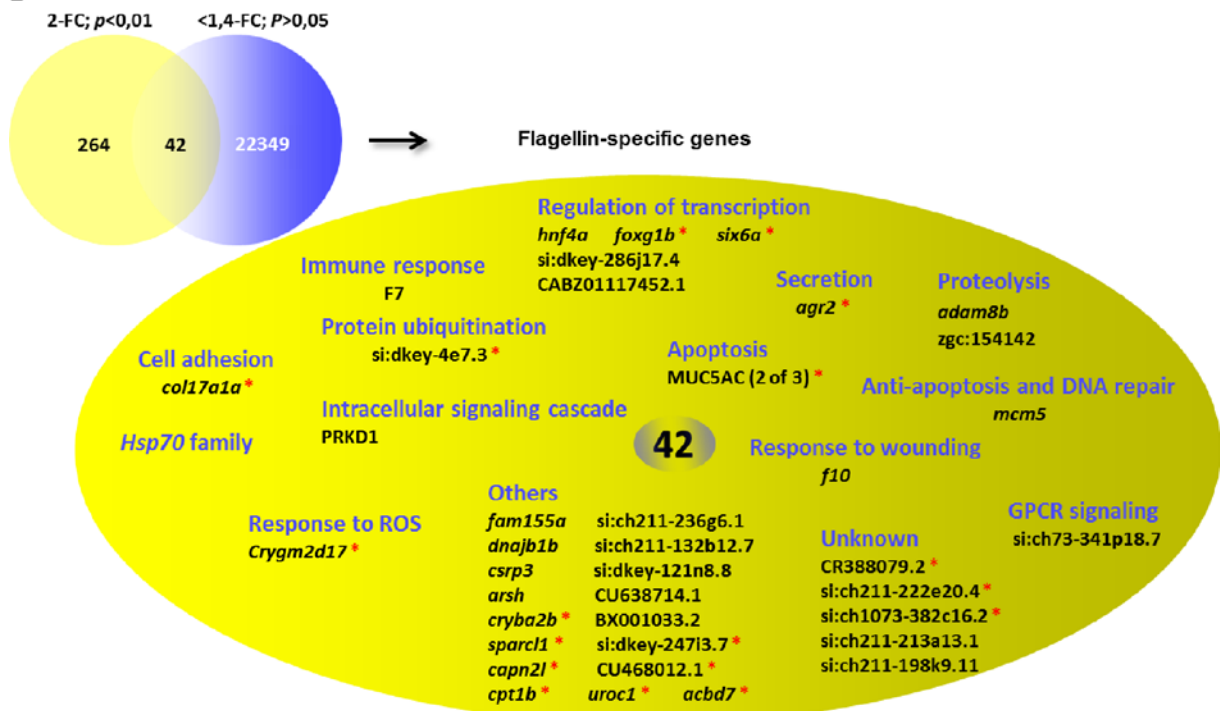 2-FC; p<0,01 <1,4-FC; P>0,05
264 42 22349
Flagellin-specific genes
Regulation of transcription
hnf4a foxg1b * six6a *
si:dkey-286j17.4
CABZ01117452.1
Immune response
F7
Secretion
agr2 *
Proteolysis
adam8b
zgc:154142
Protein ubiquitination
si:dkey-4e7.3 *
Cell adhesion
col17a1a *
Apoptosis
MUC5AC (2 of 3) *
Anti-apoptosis and DNA repair
mcm5
Intracellular signaling cascade
PRKD1
Hsp70 family
42
Response to wounding
f10
Response to ROS
Crygm2d17 *
Others
fam155a si:ch211-236g6.1
dnajb1b si:ch211-132b12.7
csrp3 si:dkey-121n8.8
arsh CU638714.1
cryba2b * BX001033.2
sparcl1 * si:dkey-247i3.7 *
capn2l * CU468012.1 *
cpt1b * uroc1 * acbd7 *
Unknown
CR388079.2 *
si:ch211-222e20.4 *
si:ch1073-382c16.2 *
si:ch211-213a13.1
si:ch211-198k9.11
GPCR signaling
si:ch73-341p18.7